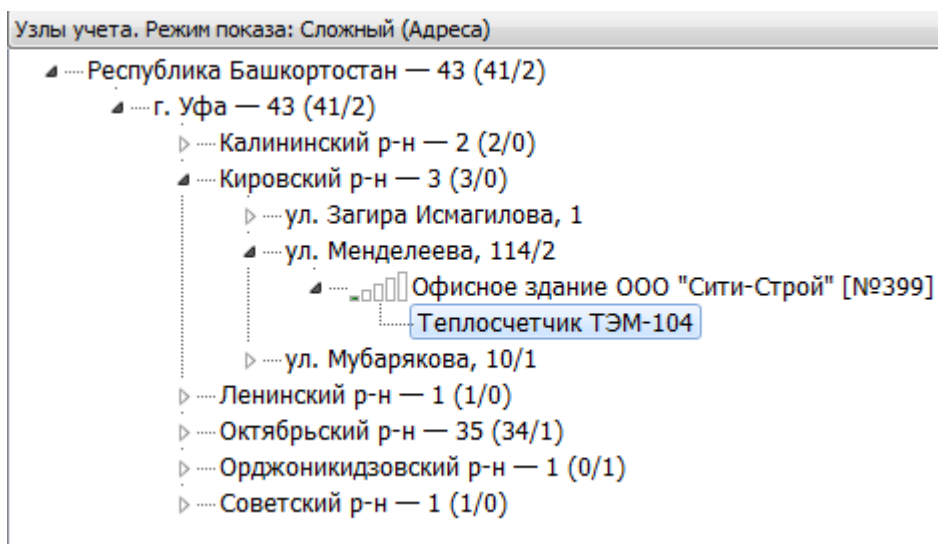 Узлы учета. Режим показа: Сложный (Адреса)
Республика Башкортостан — 43 (41/2)
г. Уфа — 43 (41/2)
Калининский р-н — 2 (2/0)
Кировский р-н — 3 (3/0)
ул. Загира Исмагилова, 1
ул. Менделеева, 114/2
Офисное здание ООО "Сити-Строй" [№399]
Теплосчетчик ТЭМ-104
ул. Мубарякова, 10/1
Ленинский р-н — 1 (1/0)
Октябрьский р-н — 35 (34/1)
Орджоникидзовский р-н — 1 (0/1)
Советский р-н — 1 (1/0)